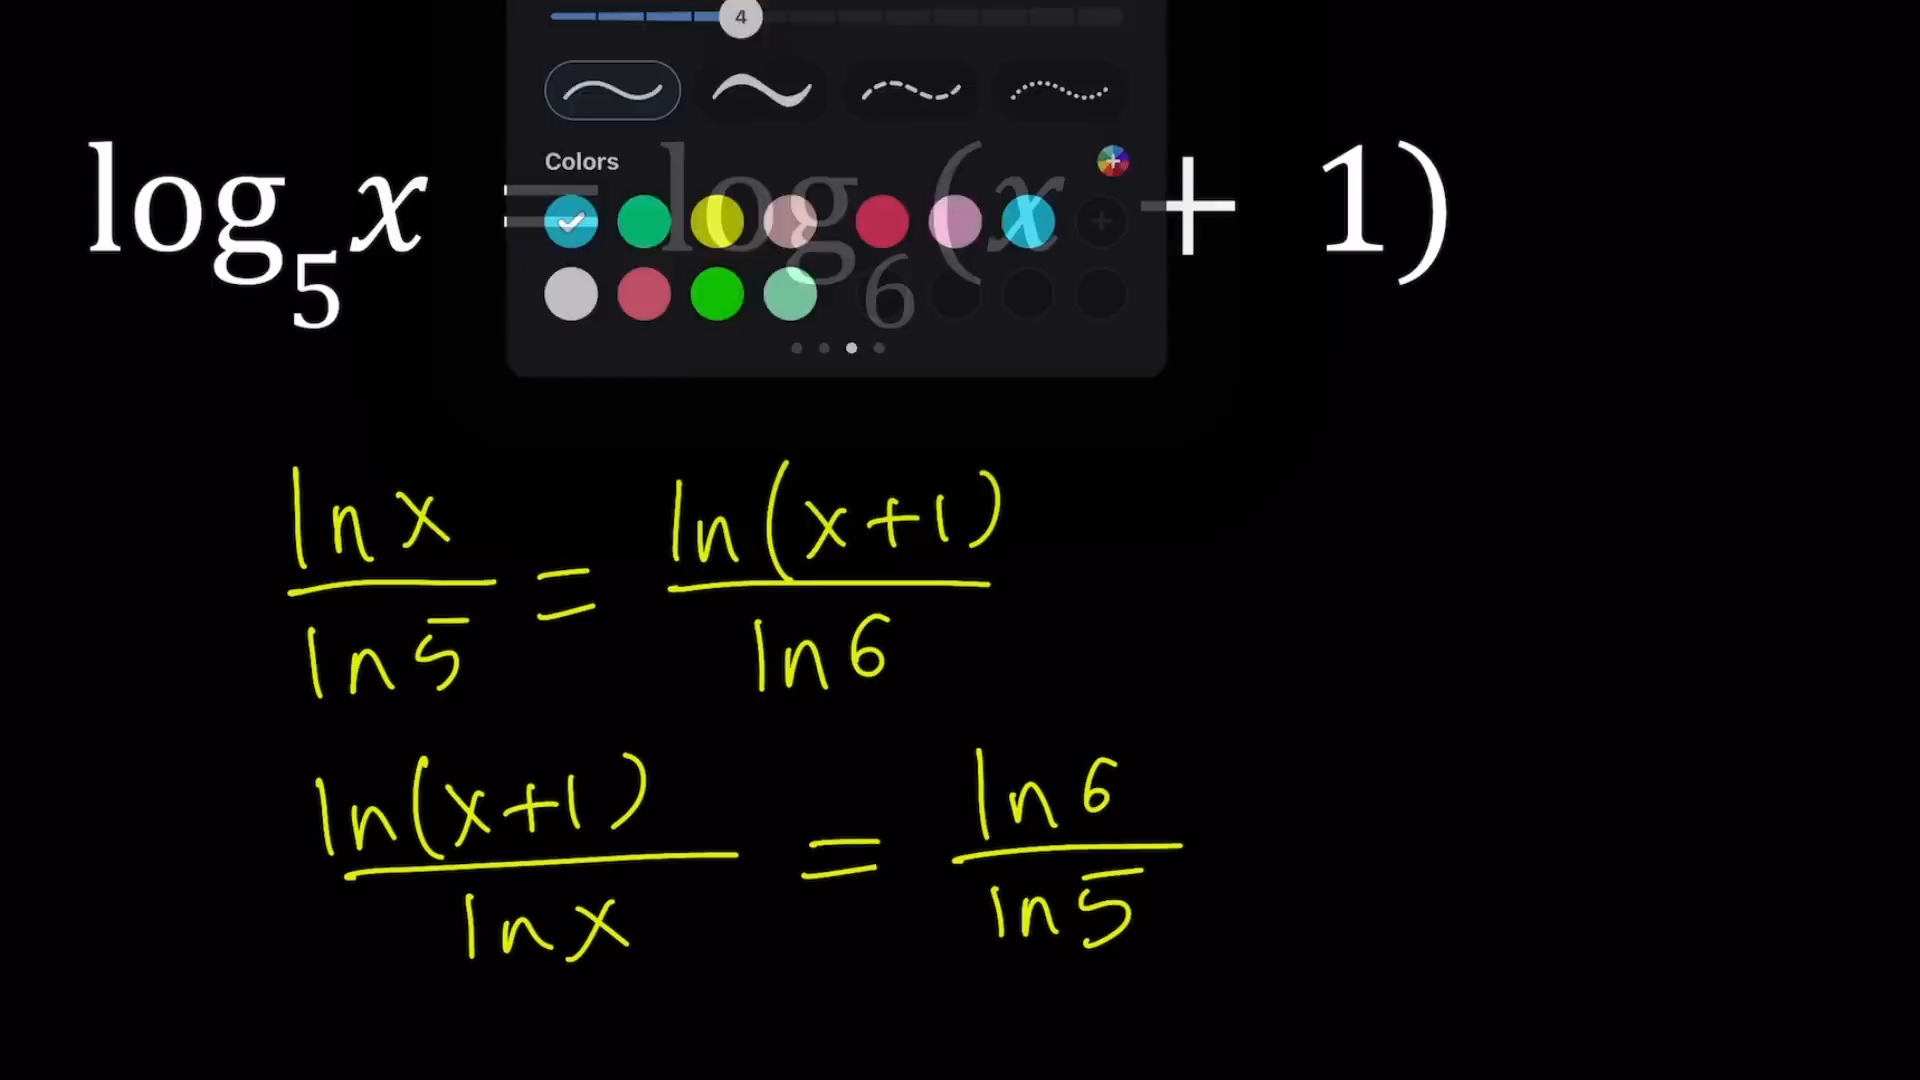 4
Colors
log₅x = log₆(x + 1)
ln x / ln 5 = ln(x+1) / ln 6
ln(x+1) / ln x = ln 6 / ln 5